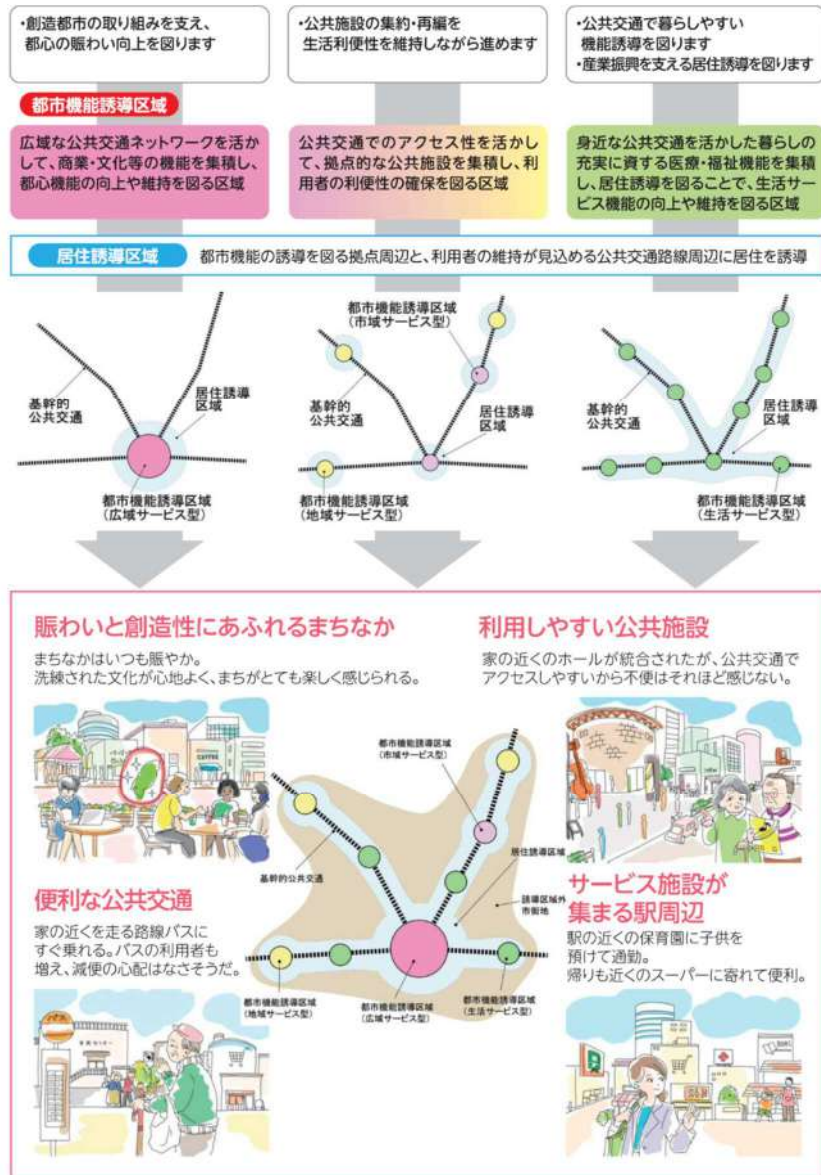 ・創造都市の取り組みを支え、
都心の賑わい向上を図ります
・公共施設の集約・再編を
生活利便性を維持しながら進めます
・公共交通で暮らしやすい
機能誘導を図ります
・産業振興を支える居住誘導を図ります
都市機能誘導区域
広域な公共交通ネットワークを活か
して、商業・文化等の機能を集積し、
都心機能の向上や維持を図る区域
公共交通でのアクセス性を活かし
て、拠点的な公共施設を集積し、利
用者の利便性の確保を図る区域
身近な公共交通を活かした暮らしの
充実に資する医療・福祉機能を集積
し、居住誘導を図ることで、生活サー
ビス機能の向上や維持を図る区域
居住誘導区域
都市機能の誘導を図る拠点周辺と、利用者の維持が見込める公共交通路線周辺に居住を誘導
基幹的
公共交通
居住誘導
区域
都市機能誘導区域
(広域サービス型)
都市機能誘導区域
(市域サービス型)
基幹的
公共交通
居住誘導
区域
都市機能誘導区域
(地域サービス型)
基幹的
公共交通
居住誘導
区域
都市機能誘導区域
(生活サービス型)
賑わいと創造性にあふれるまちなか
まちなかはいつも賑やか。
洗練された文化が心地よく、まちがとても楽しく感じられる。
COFFEE
利用しやすい公共施設
家の近くのホールが統合されたが、公共交通で
アクセスしやすいから不便はそれほど感じない。
都市機能誘導区域
(市域サービス型)
基幹的公共交通
居住誘導区域
誘導区域外
市街地
都市機能誘導区域
(地域サービス型)
都市機能誘導区域
(広域サービス型)
都市機能誘導区域
(生活サービス型)
便利な公共交通
家の近くを走る路線バスに
すぐ乗れる。バスの利用者も
増え、減便の心配はなさそうだ。
サービス施設が
集まる駅周辺
駅の近くの保育園に子供を
預けて通勤。
帰りも近くのスーパーに寄れて便利。